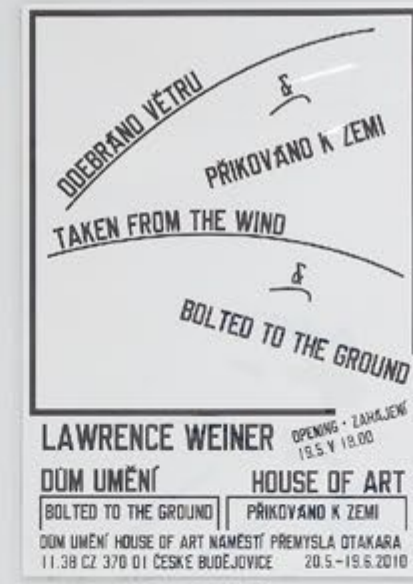 ODEBRÁNO VĚTRU
&
PŘIKOVÁNO K ZEMI
TAKEN FROM THE WIND
&
BOLTED TO THE GROUND
LAWRENCE WEINER
OPENING · ZAHÁJENÍ
19.5. V 18.00
DŮM UMĚNÍ HOUSE OF ART
BOLTED TO THE GROUND PŘIKOVÁNO K ZEMI
DŮM UMĚNÍ HOUSE OF ART NÁMĚSTÍ PŘEMYSLA OTAKARA
11.38 CZ 370 01 ČESKÉ BUDĚJOVICE 20.5.-19.6.2010